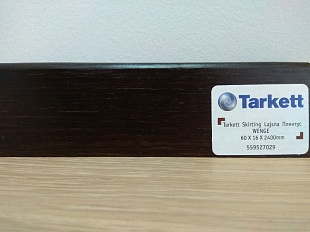 Tarkett
Tarkett Skirting Lajsna Плинтус
WENGE
60 X 16 X 2400mm
559527029